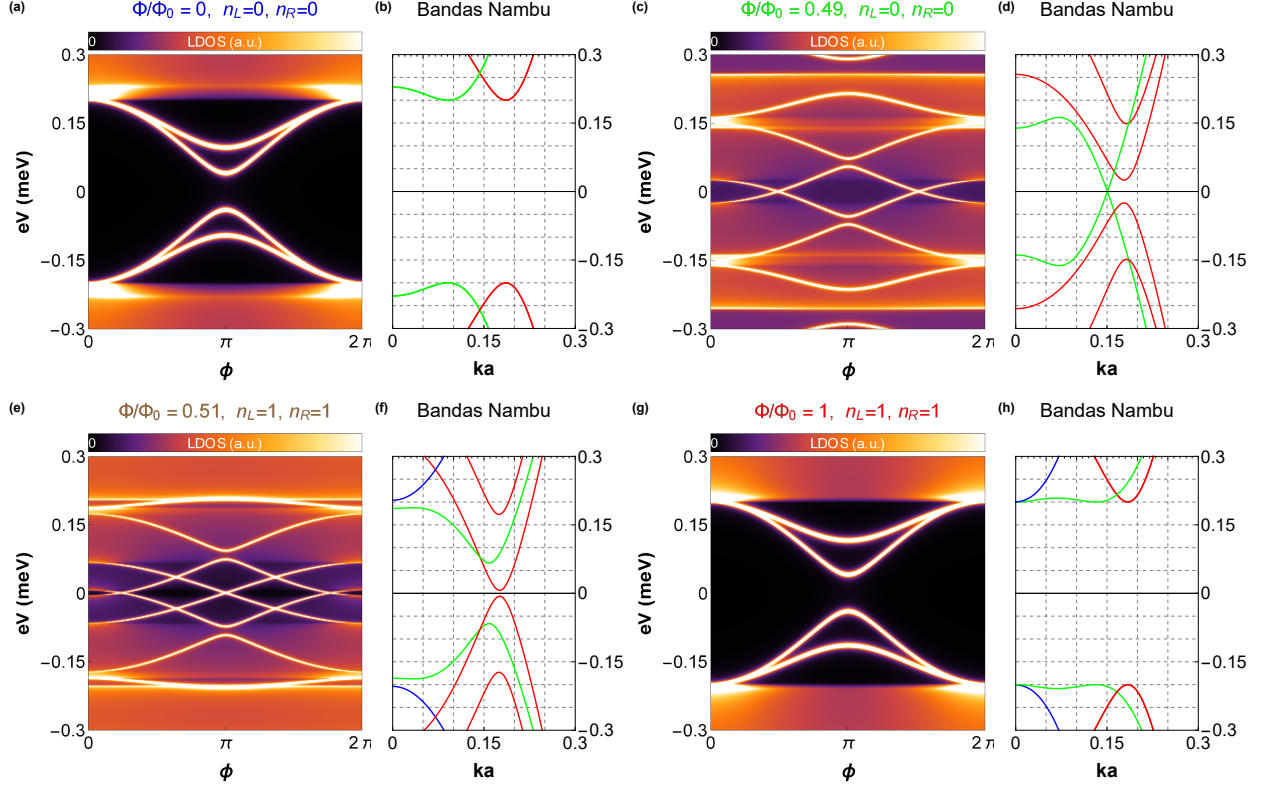 (a) Φ/Φ0 = 0, nL=0, nR=0
LDOS (a.u.)
0
eV (meV)
0.3
0.15
0
−0.15
−0.3
0 π 2 π
ϕ
(b) Bandas Nambu
0.3
0.15
0
−0.15
−0.3
0 0.15 0.3
ka
(c) Φ/Φ0 = 0.49, nL=0, nR=0
LDOS (a.u.)
0
eV (meV)
0.3
0.15
0
−0.15
−0.3
0 π 2 π
ϕ
(d) Bandas Nambu
0.3
0.15
0
−0.15
−0.3
0 0.15 0.3
ka
(e) Φ/Φ0 = 0.51, nL=1, nR=1
LDOS (a.u.)
0
eV (meV)
0.3
0.15
0
−0.15
−0.3
0 π 2 π
ϕ
(f) Bandas Nambu
0.3
0.15
0
−0.15
−0.3
0 0.15 0.3
ka
(g) Φ/Φ0 = 1, nL=1, nR=1
LDOS (a.u.)
0
eV (meV)
0.3
0.15
0
−0.15
−0.3
0 π 2 π
ϕ
(h) Bandas Nambu
0.3
0.15
0
−0.15
−0.3
0 0.15 0.3
ka